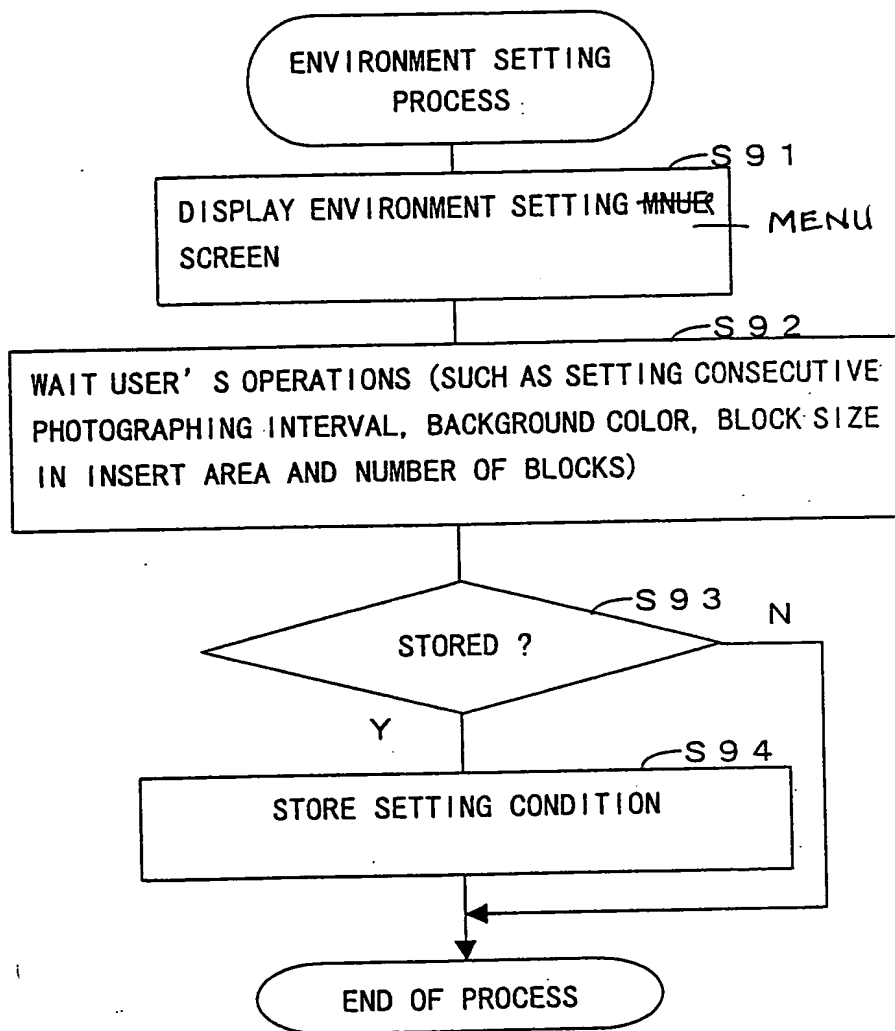 ENVIRONMENT SETTING
PROCESS
S91
DISPLAY ENVIRONMENT SETTING MNUE
MENU
SCREEN
S92
WAIT USER'S OPERATIONS (SUCH AS SETTING CONSECUTIVE
PHOTOGRAPHING INTERVAL, BACKGROUND COLOR, BLOCK SIZE
IN INSERT AREA AND NUMBER OF BLOCKS)
S93
N
STORED ?
Y
S94
STORE SETTING CONDITION
END OF PROCESS